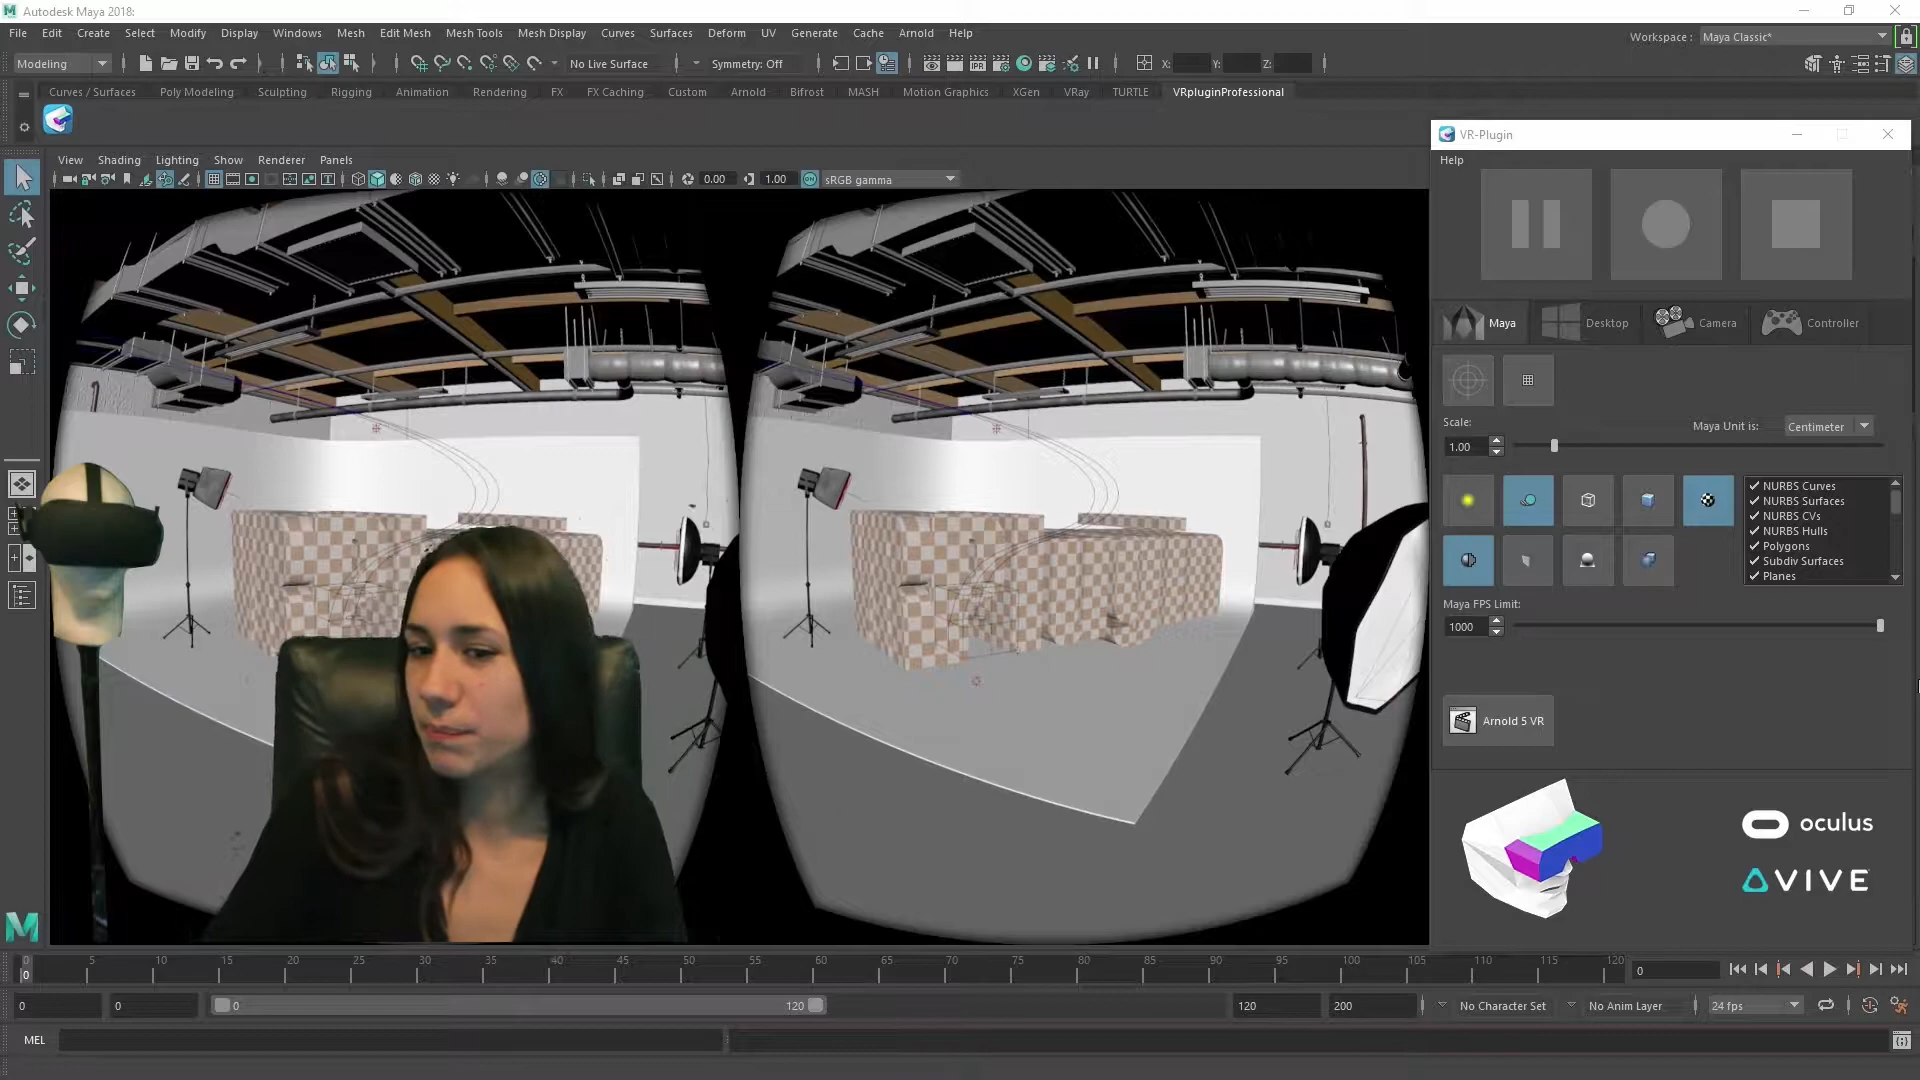 Autodesk Maya 2018:
File Edit Create Select Modify Display Windows Mesh Edit Mesh Mesh Tools Mesh Display Curves Surfaces Deform UV Generate Cache Arnold Help
Workspace : Maya Classic*
Modeling No Live Surface Symmetry: Off IPR X: Y: Z:
Curves / Surfaces Poly Modeling Sculpting Rigging Animation Rendering FX FX Caching Custom Arnold Bifrost MASH Motion Graphics XGen VRay TURTLE VRpluginProfessional
VR-Plugin
View Shading Lighting Show Renderer Panels
Help
0.00 1.00 ON sRGB gamma
Maya Desktop Camera Controller
Scale: Maya Unit is: Centimeter
1.00
NURBS Curves
NURBS Surfaces
NURBS CVs
NURBS Hulls
Polygons
Subdiv Surfaces
Planes
Maya FPS Limit:
1000
Arnold 5 VR
oculus
VIVE
M
0 5 10 15 20 25 30 35 40 45 50 55 60 65 70 75 80 85 90 95 100 105 110 115 120
0 0
0 0 0 120 120 200 No Character Set No Anim Layer 24 fps
MEL